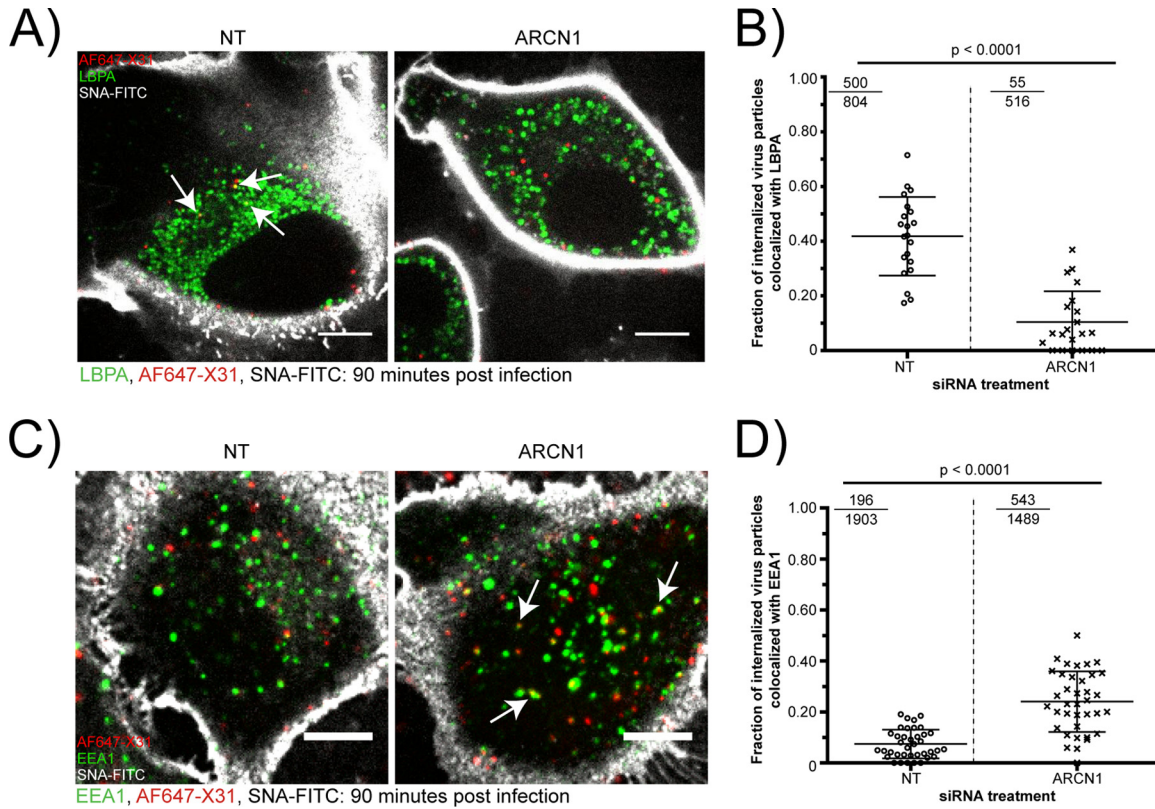 A)
NT
ARCN1
AF647-X31
LBPA
SNA-FITC
LBPA, AF647-X31, SNA-FITC: 90 minutes post infection
B)
p < 0.0001
500
804
55
516
1.00
0.80
0.60
0.40
0.20
0
Fraction of internalized virus particles
colocalized with LBPA
NT
ARCN1
siRNA treatment
C)
NT
ARCN1
AF647-X31
EEA1
SNA-FITC
EEA1, AF647-X31, SNA-FITC: 90 minutes post infection
D)
p < 0.0001
196
1903
543
1489
1.00
0.80
0.60
0.40
0.20
0
Fraction of internalized virus particles
colocalized with EEA1
NT
ARCN1
siRNA treatment